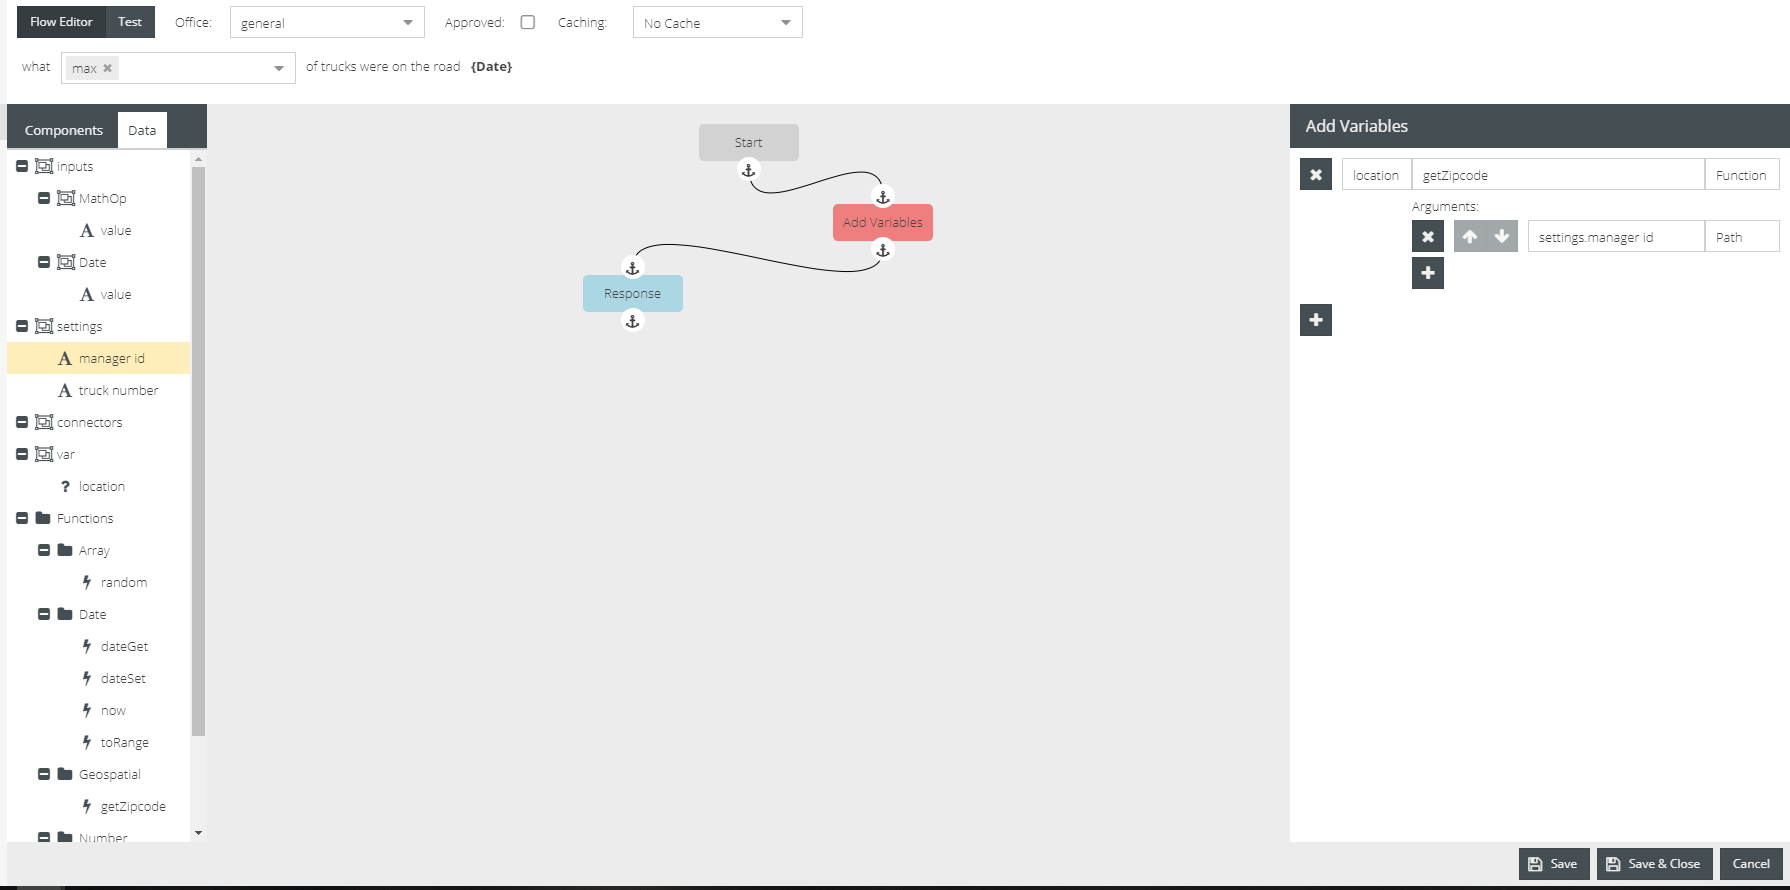 Flow Editor Test Office: general Approved: Caching: No Cache
what max of trucks were on the road {Date}
Components Data
inputs
MathOp
value
Date
value
settings
manager id
truck number
connectors
var
location
Functions
Array
random
Date
dateGet
dateSet
now
toRange
Geospatial
getZipcode
Number
Start
Add Variables
Response
Add Variables
location getZipcode Function
Arguments:
settings.manager id Path
Save Save & Close Cancel